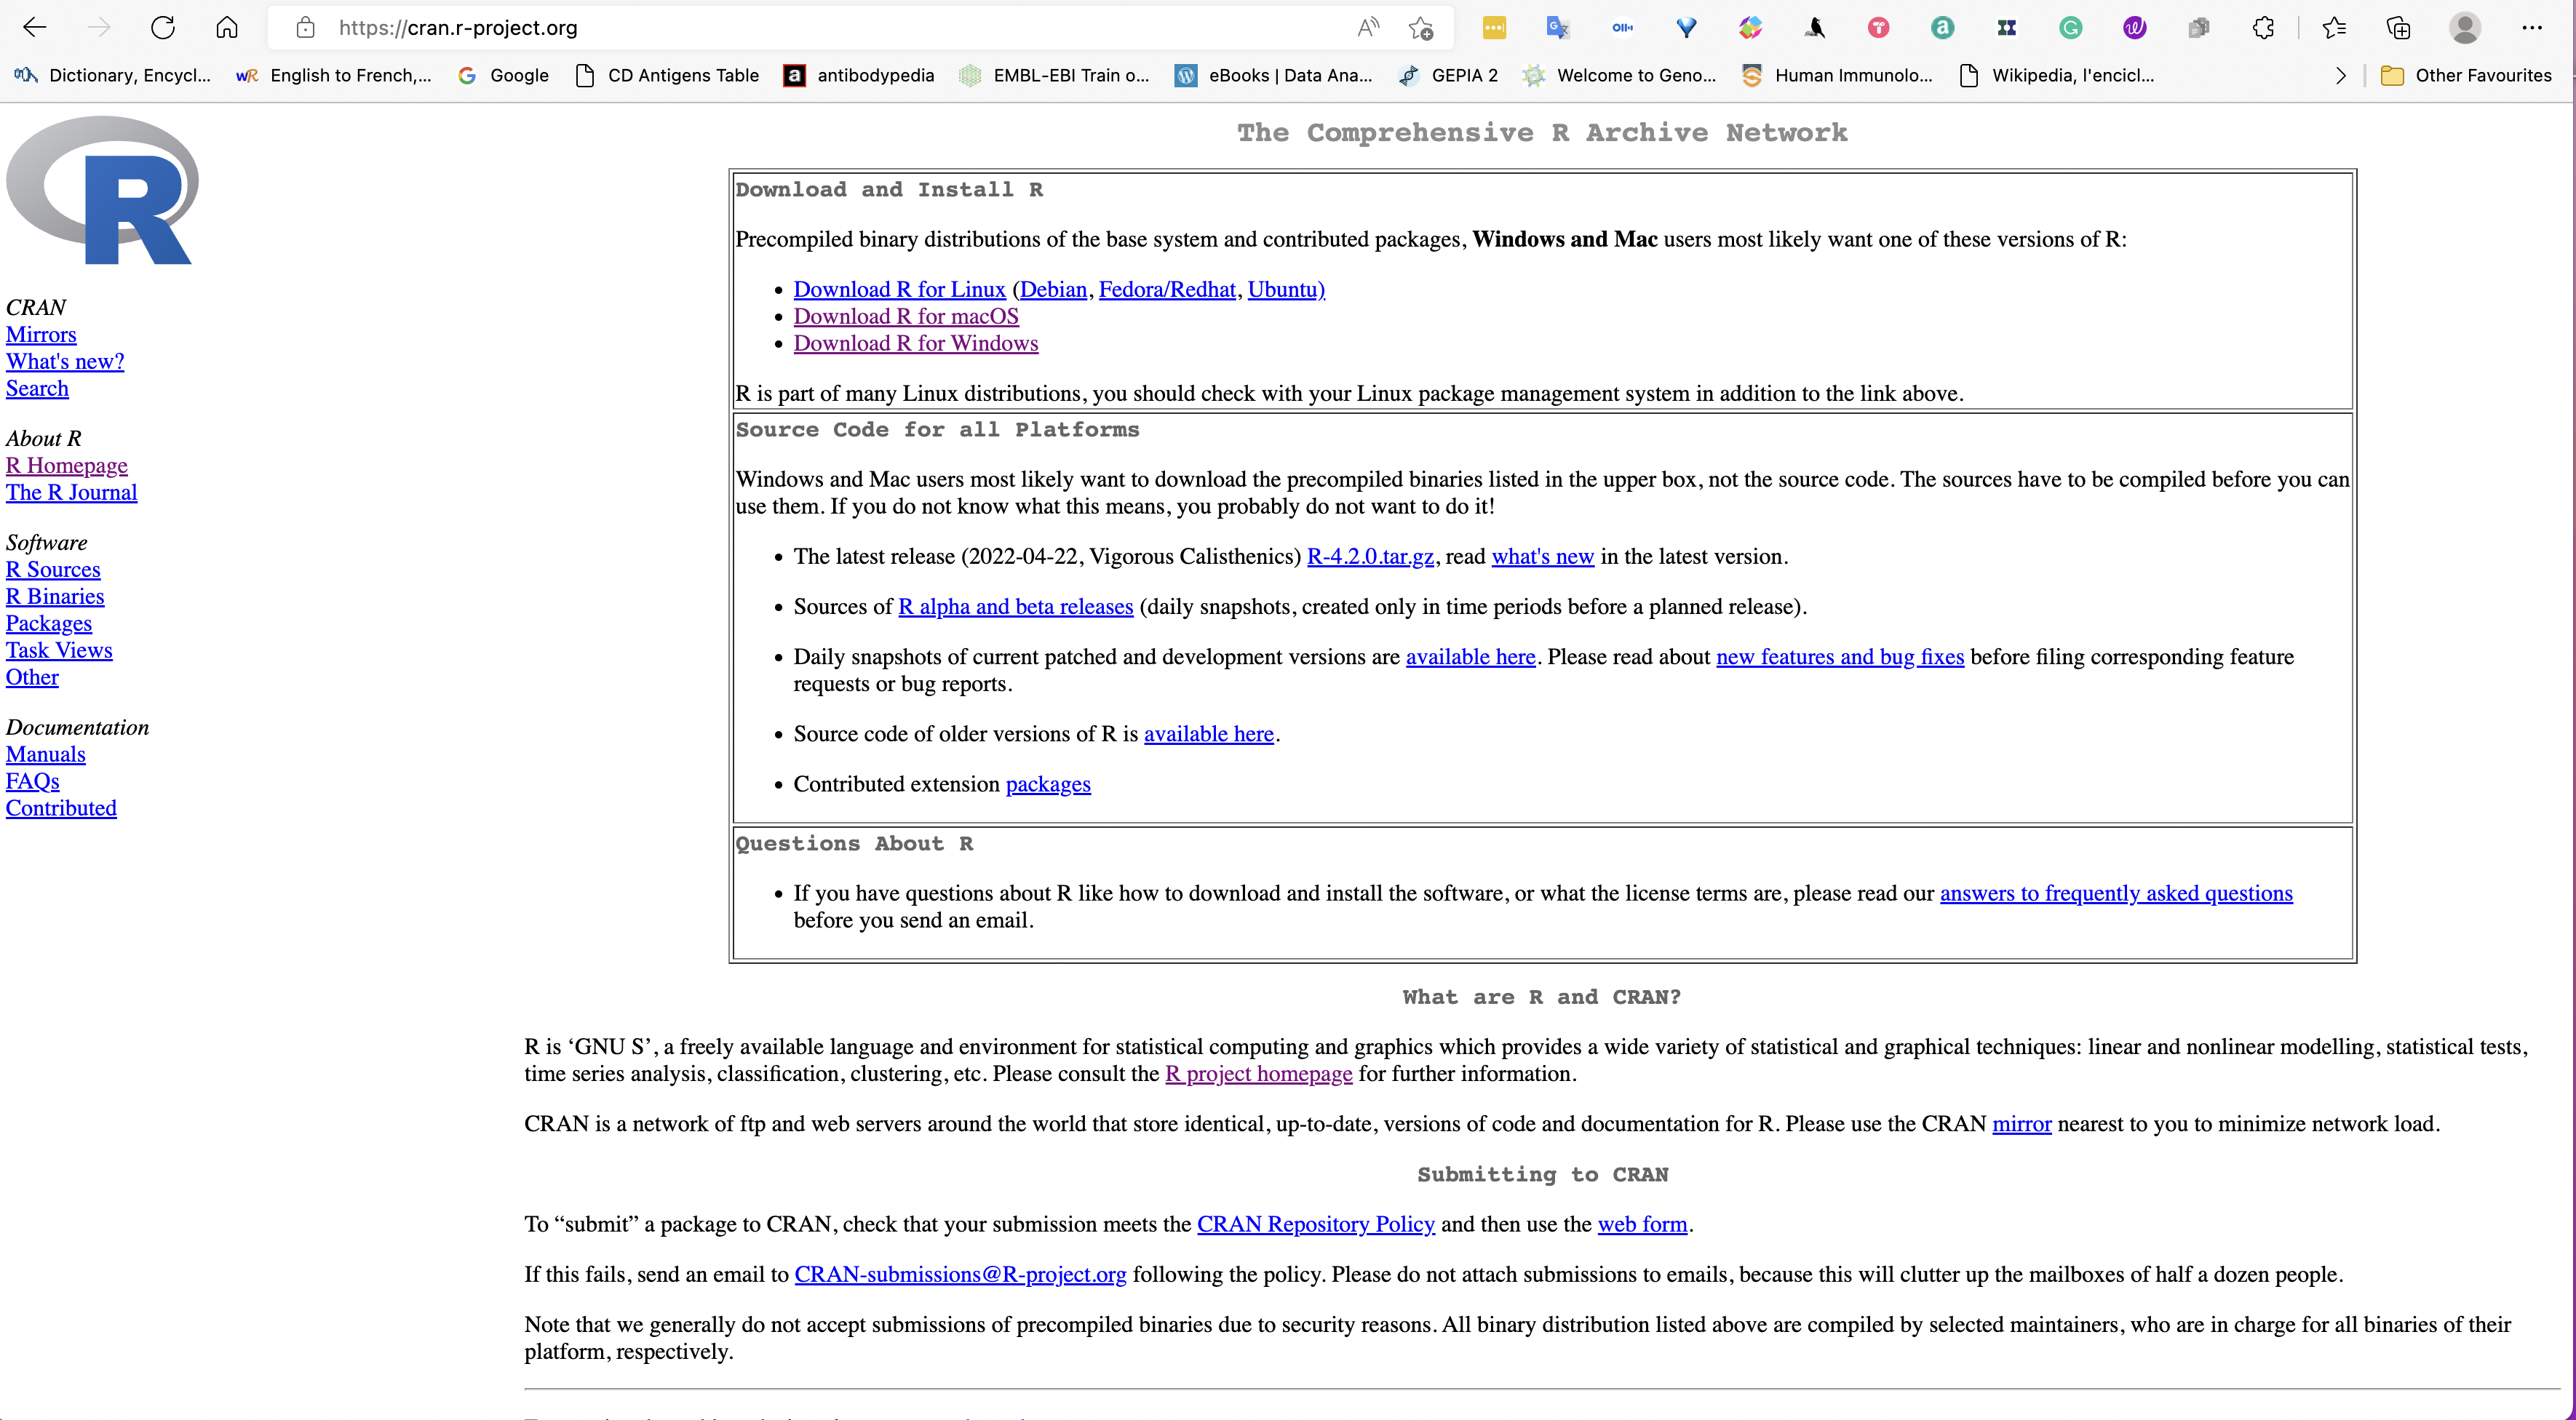 https://cran.r-project.org
Dictionary, Encycl...
English to French,...
Google
CD Antigens Table
antibodypedia
EMBL-EBI Train o...
eBooks | Data Ana...
GEPIA 2
Welcome to Geno...
Human Immunolo...
Wikipedia, l'encicl...
Other Favourites
R
CRAN
Mirrors
What's new?
Search
About R
R Homepage
The R Journal
Software
R Sources
R Binaries
Packages
Task Views
Other
Documentation
Manuals
FAQs
Contributed
The Comprehensive R Archive Network
Download and Install R
Precompiled binary distributions of the base system and contributed packages, Windows and Mac users most likely want one of these versions of R:
• Download R for Linux (Debian, Fedora/Redhat, Ubuntu)
• Download R for macOS
• Download R for Windows
R is part of many Linux distributions, you should check with your Linux package management system in addition to the link above.
Source Code for all Platforms
Windows and Mac users most likely want to download the precompiled binaries listed in the upper box, not the source code. The sources have to be compiled before you can
use them. If you do not know what this means, you probably do not want to do it!
• The latest release (2022-04-22, Vigorous Calisthenics) R-4.2.0.tar.gz, read what's new in the latest version.
• Sources of R alpha and beta releases (daily snapshots, created only in time periods before a planned release).
• Daily snapshots of current patched and development versions are available here. Please read about new features and bug fixes before filing corresponding feature
requests or bug reports.
• Source code of older versions of R is available here.
• Contributed extension packages
Questions About R
• If you have questions about R like how to download and install the software, or what the license terms are, please read our answers to frequently asked questions
before you send an email.
What are R and CRAN?
R is ‘GNU S’, a freely available language and environment for statistical computing and graphics which provides a wide variety of statistical and graphical techniques: linear and nonlinear modelling, statistical tests,
time series analysis, classification, clustering, etc. Please consult the R project homepage for further information.
CRAN is a network of ftp and web servers around the world that store identical, up-to-date, versions of code and documentation for R. Please use the CRAN mirror nearest to you to minimize network load.
Submitting to CRAN
To “submit” a package to CRAN, check that your submission meets the CRAN Repository Policy and then use the web form.
If this fails, send an email to CRAN-submissions@R-project.org following the policy. Please do not attach submissions to emails, because this will clutter up the mailboxes of half a dozen people.
Note that we generally do not accept submissions of precompiled binaries due to security reasons. All binary distribution listed above are compiled by selected maintainers, who are in charge for all binaries of their
platform, respectively.